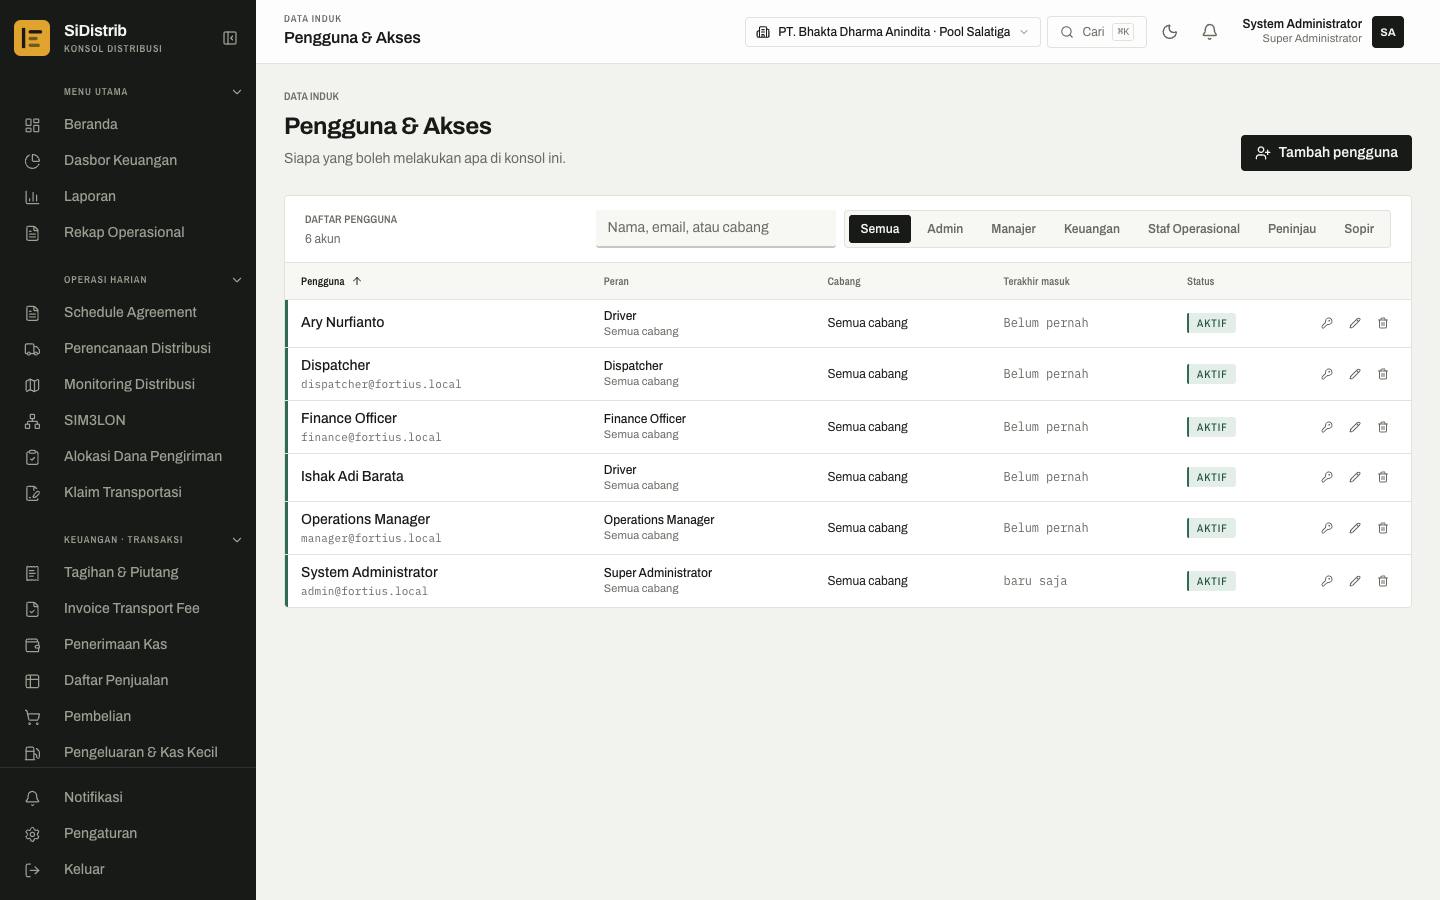 SiDistrib
KONSOL DISTRIBUSI
MENU UTAMA
Beranda
Dasbor Keuangan
Laporan
Rekap Operasional
OPERASI HARIAN
Schedule Agreement
Perencanaan Distribusi
Monitoring Distribusi
SIM3LON
Alokasi Dana Pengiriman
Klaim Transportasi
KEUANGAN · TRANSAKSI
Tagihan & Piutang
Invoice Transport Fee
Penerimaan Kas
Daftar Penjualan
Pembelian
Pengeluaran & Kas Kecil
Notifikasi
Pengaturan
Keluar
DATA INDUK
Pengguna & Akses
PT. Bhakta Dharma Anindita · Pool Salatiga
Cari ⌘K
System Administrator
Super Administrator
SA
DATA INDUK
Pengguna & Akses
Siapa yang boleh melakukan apa di konsol ini.
Tambah pengguna
DAFTAR PENGGUNA
6 akun
Nama, email, atau cabang
Semua Admin Manajer Keuangan Staf Operasional Peninjau Sopir
Pengguna ↑ Peran Cabang Terakhir masuk Status
Ary Nurfianto Driver Semua cabang Belum pernah AKTIF
Semua cabang
Dispatcher Dispatcher Semua cabang Belum pernah AKTIF
dispatcher@fortius.local Semua cabang
Finance Officer Finance Officer Semua cabang Belum pernah AKTIF
finance@fortius.local Semua cabang
Ishak Adi Barata Driver Semua cabang Belum pernah AKTIF
Semua cabang
Operations Manager Operations Manager Semua cabang Belum pernah AKTIF
manager@fortius.local Semua cabang
System Administrator Super Administrator Semua cabang baru saja AKTIF
admin@fortius.local Semua cabang